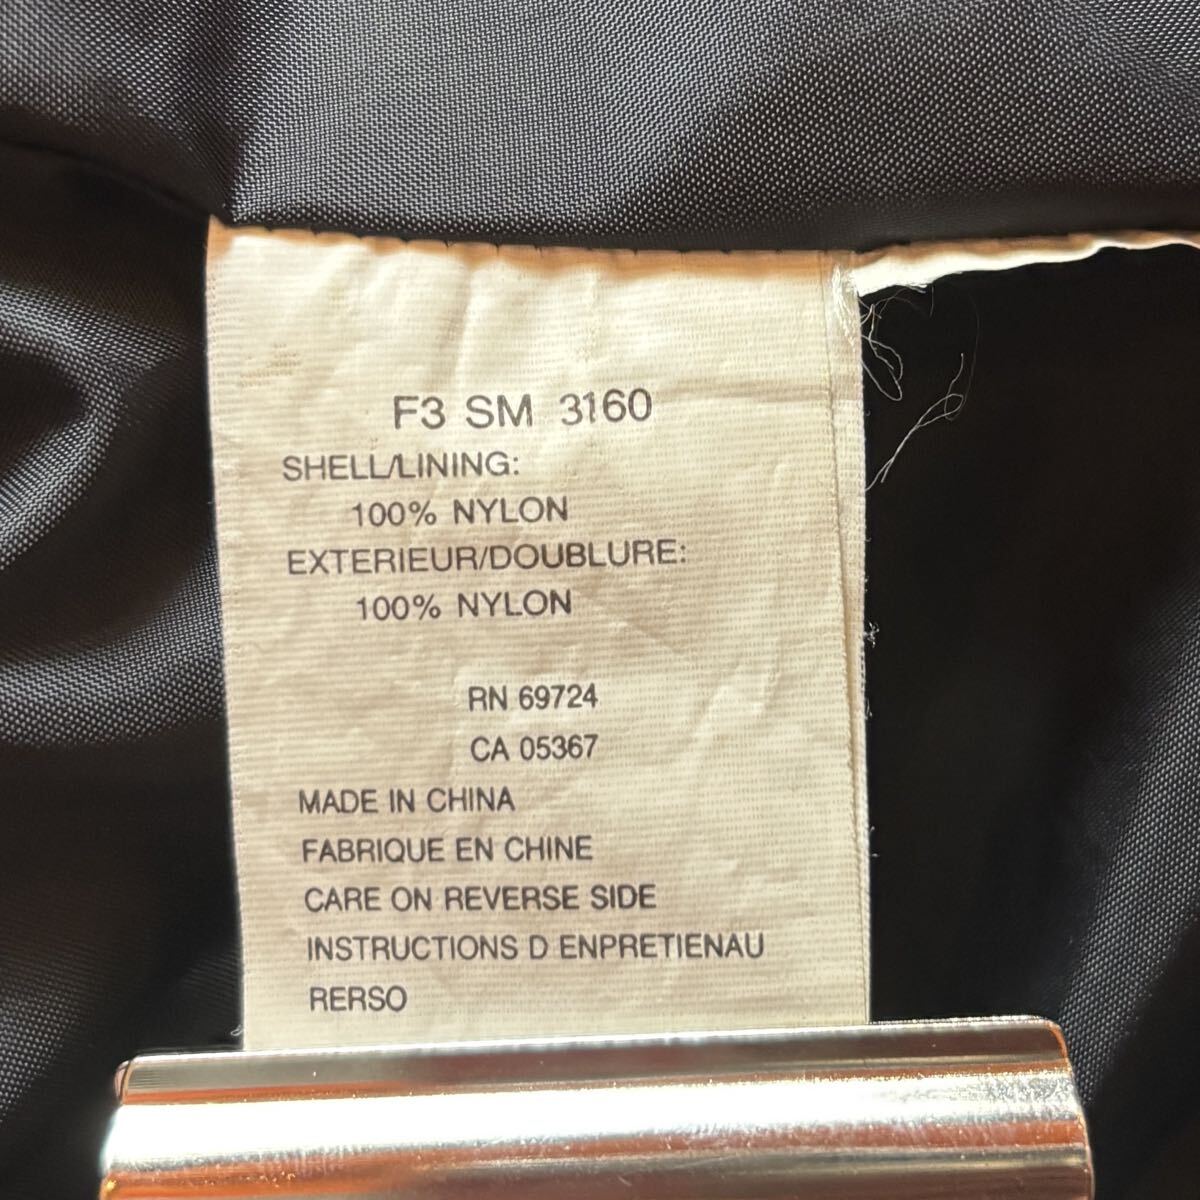 F3 SM 3160
SHELL/LINING:
100% NYLON
EXTERIEUR/DOUBLURE:
100% NYLON
RN 69724
CA 05367
MADE IN CHINA
FABRIQUE EN CHINE
CARE ON REVERSE SIDE
INSTRUCTIONS D ENPRETIENAU
RERSO